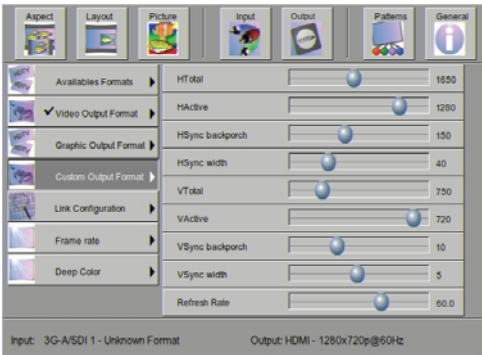 Aspect
Layout
Picture
Input
Output
Patterns
General
Availables Formats
HTotal
1650
Video Output Format
HActive
1280
Graphic Output Format
HSync backporch
150
Custom Output Format
HSync width
40
VTotal
750
Link Configuration
VActive
720
Frame rate
VSync backporch
10
Deep Color
VSync width
5
Refresh Rate
60.0
Input: 3G-A/SDI 1 - Unknown Format
Output: HDMI - 1280x720p@60Hz